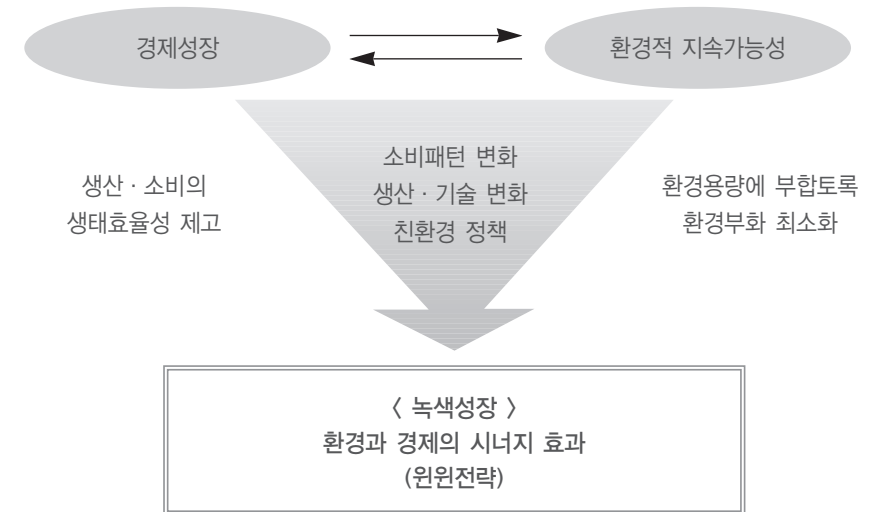 경제성장
환경적 지속가능성
생산·소비의
생태효율성 제고
소비패턴 변화
생산·기술 변화
친환경 정책
환경용량에 부합토록
환경부화 최소화
< 녹색성장 >
환경과 경제의 시너지 효과
(윈윈전략)